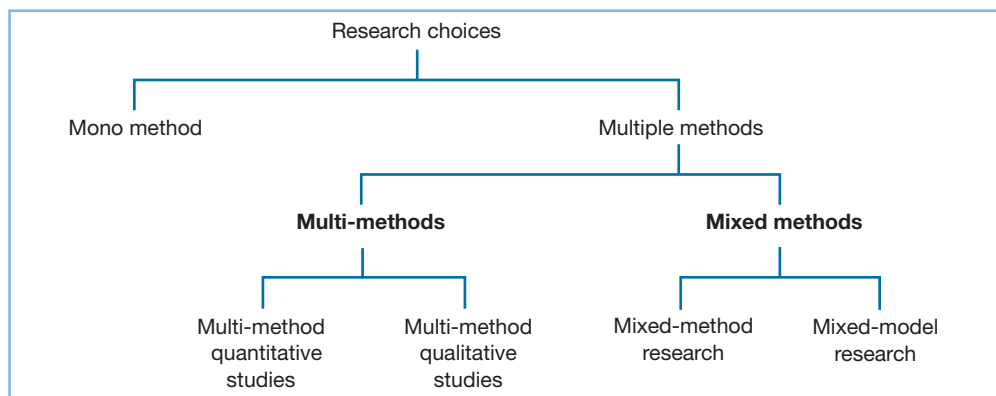 Research choices
Mono method
Multiple methods
Multi-methods
Mixed methods
Multi-method
quantitative
studies
Multi-method
qualitative
studies
Mixed-method
research
Mixed-model
research